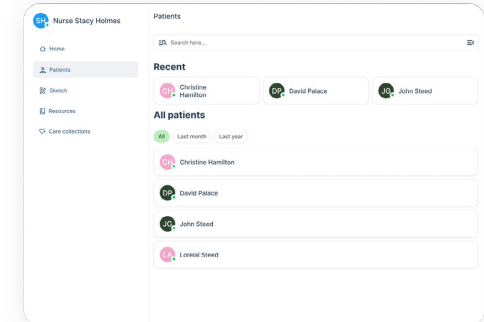 SH Nurse Stacy Holmes
Home
Patients
Sketch
Resources
Care collections
Patients
Search here...
Recent
CH Christine
Hamilton
DP David Palace
JG John Steed
All patients
All Last month Last year
CH Christine Hamilton
DP David Palace
JG John Steed
LA Lorelai Steed